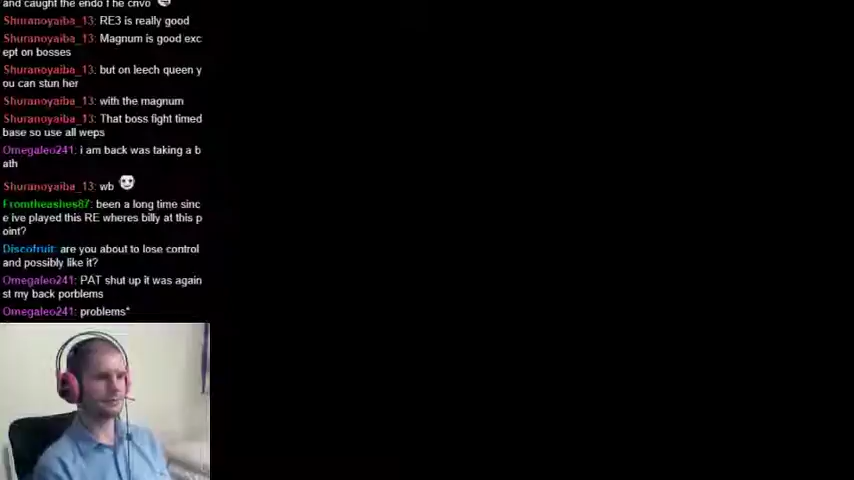 and caught the endo f he cnvo
Shuranoyaiba_13: RE3 is really good
Shuranoyaiba_13: Magnum is good exc
ept on bosses
Shuranoyaiba_13: but on leech queen y
ou can stun her
Shuranoyaiba_13: with the magnum
Shuranoyaiba_13: That boss fight timed
base so use all weps
Omegaleo241: i am back was taking a b
ath
Shuranoyaiba_13: wb
Fromtheashes87: been a long time sinc
e ive played this RE wheres billy at this p
oint?
Discofruit: are you about to lose control
and possibly like it?
Omegaleo241: PAT shut up it was again
st my back porblems
Omegaleo241: problems*